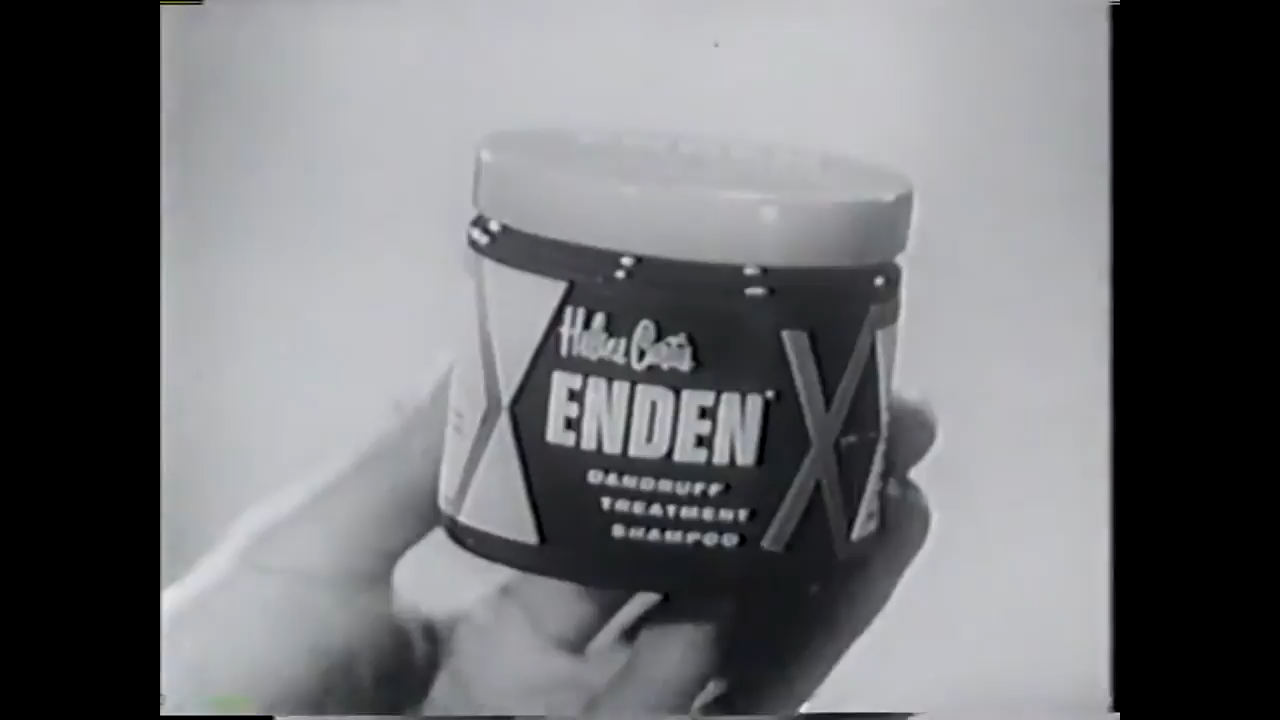 Helene Curtis
ENDEN
DANDRUFF
TREATMENT
SHAMPOO